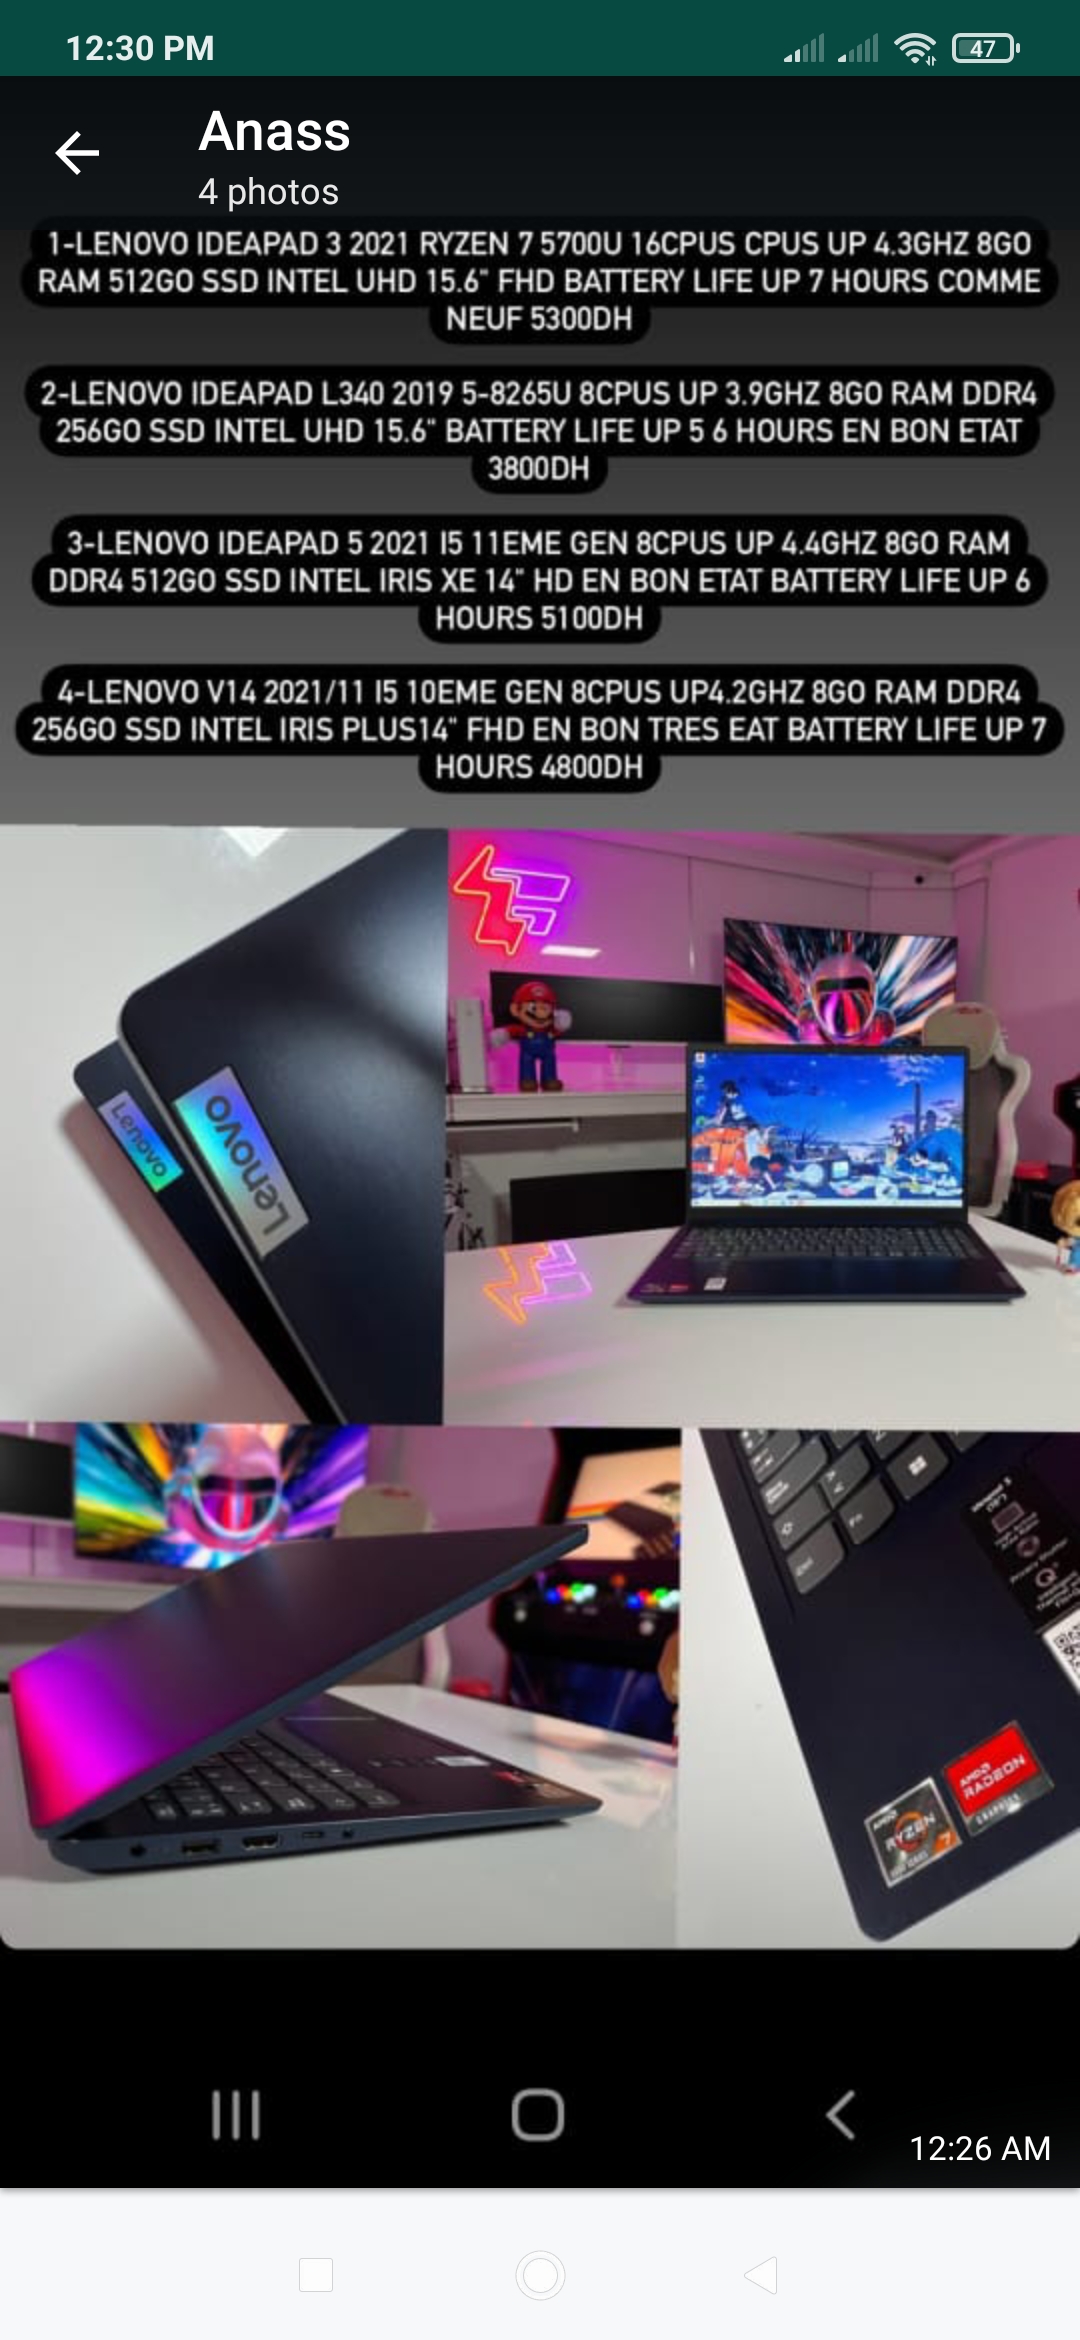 12:30 PM
47
Anass
4 photos
1-LENOVO IDEAPAD 3 2021 RYZEN 7 5700U 16CPUS CPUS UP 4.3GHZ 8GO
RAM 512GO SSD INTEL UHD 15.6" FHD BATTERY LIFE UP 7 HOURS COMME
NEUF 5300DH
2-LENOVO IDEAPAD L340 2019 5-8265U 8CPUS UP 3.9GHZ 8GO RAM DDR4
256GO SSD INTEL UHD 15.6" BATTERY LIFE UP 5 6 HOURS EN BON ETAT
3800DH
3-LENOVO IDEAPAD 5 2021 I5 11EME GEN 8CPUS UP 4.4GHZ 8GO RAM
DDR4 512GO SSD INTEL IRIS XE 14" HD EN BON ETAT BATTERY LIFE UP 6
HOURS 5100DH
4-LENOVO V14 2021/11 I5 10EME GEN 8CPUS UP4.2GHZ 8GO RAM DDR4
256GO SSD INTEL IRIS PLUS14" FHD EN BON TRES EAT BATTERY LIFE UP 7
HOURS 4800DH
Lenovo
Lenovo
Fn
Ctrl
AMD
RADEON
GRAPHICS
AMD
RYZEN
7
12:26 AM